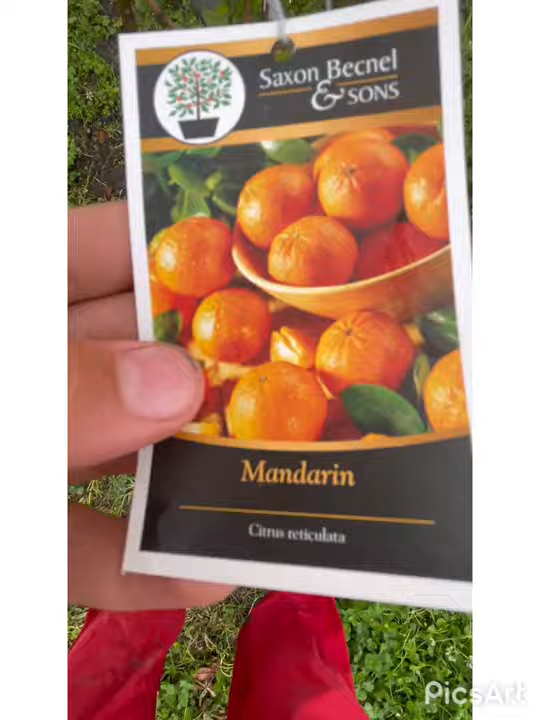 Saxon Becnel
& SONS
Mandarin
Citrus reticulata
PicsArt